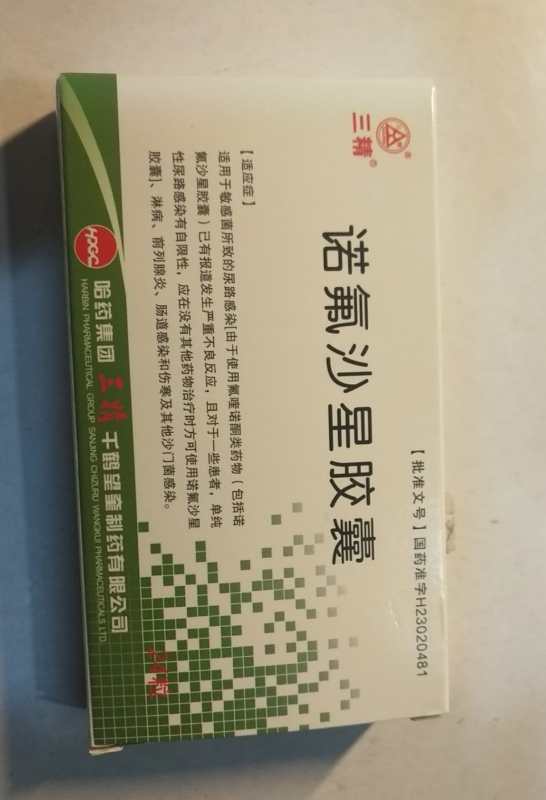 三精®
【批准文号】国药准字H23020481
诺氟沙星胶囊
【适应症】
适用于敏感菌所致的尿路感染[由于使用氟喹诺酮类药物（包括诺
氟沙星胶囊）已有报道发生严重不良反应，且对于一些患者，单纯
性尿路感染有自限性，应在没有其他药物治疗时方可使用诺氟沙星
胶囊]、淋病、前列腺炎、肠道感染和伤寒及其他沙门菌感染。
24粒
HPGC
哈药集团三精千鹤望奎制药有限公司
HARBIN PHARMACEUTICAL GROUP SANJING CHIZURU WANGKUI PHARMACEUTICALS LTD.